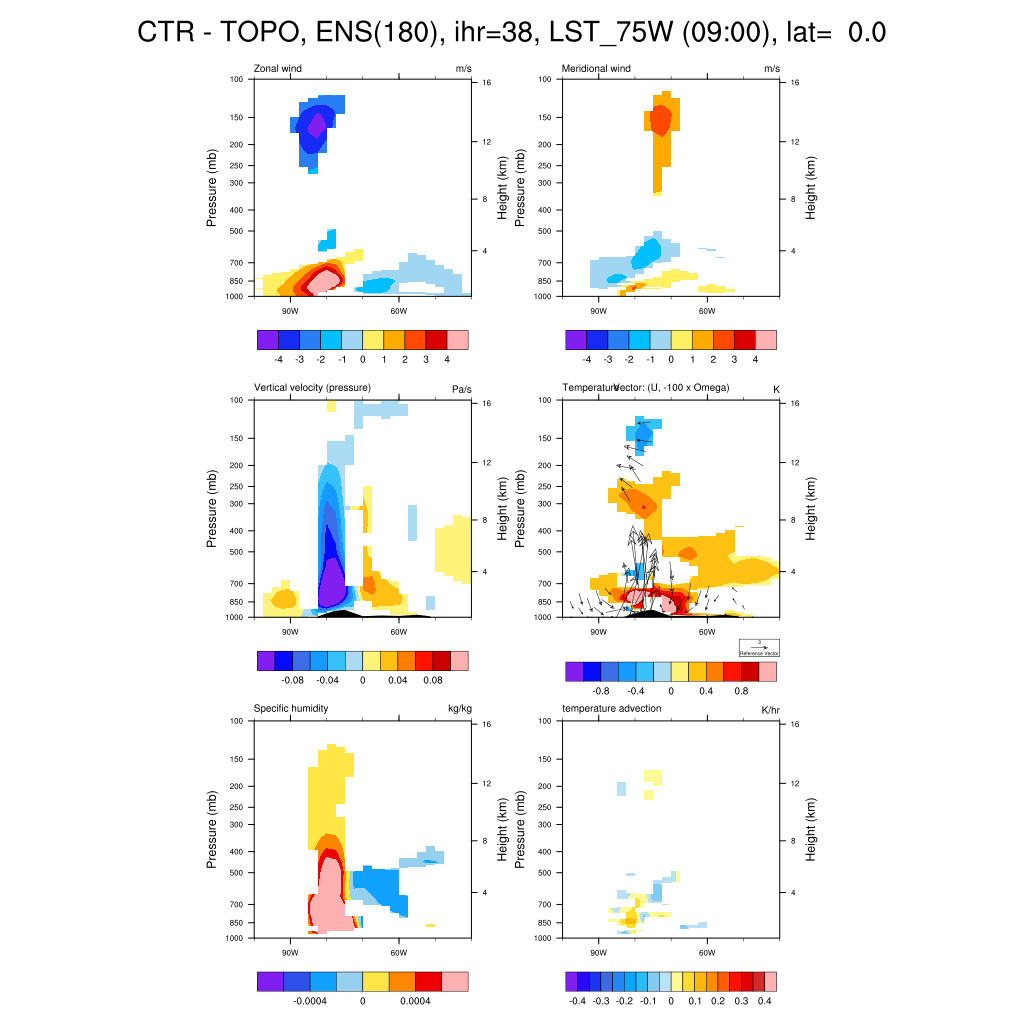 CTR - TOPO, ENS(180), ihr=38, LST_75W (09:00), lat= 0.0
Zonal wind m/s
Meridional wind m/s
100
150
200
250
300
400
500
700
850
1000
Pressure (mb)
16
12
8
4
Height (km)
90W 60W
100
150
200
250
300
400
500
700
850
1000
Pressure (mb)
16
12
8
4
Height (km)
90W 60W
-4 -3 -2 -1 0 1 2 3 4
-4 -3 -2 -1 0 1 2 3 4
Vertical velocity (pressure) Pa/s
Temperature Vector: (U, -100 x Omega) K
100
150
200
250
300
400
500
700
850
1000
Pressure (mb)
16
12
8
4
Height (km)
90W 60W
100
150
200
250
300
400
500
700
850
1000
Pressure (mb)
16
12
8
4
Height (km)
90W 60W
3
Reference Vector
-0.08 -0.04 0 0.04 0.08
-0.8 -0.4 0 0.4 0.8
Specific humidity kg/kg
temperature advection K/hr
100
150
200
250
300
400
500
700
850
1000
Pressure (mb)
16
12
8
4
Height (km)
90W 60W
100
150
200
250
300
400
500
700
850
1000
Pressure (mb)
16
12
8
4
Height (km)
90W 60W
-0.0004 0 0.0004
-0.4 -0.3 -0.2 -0.1 0 0.1 0.2 0.3 0.4